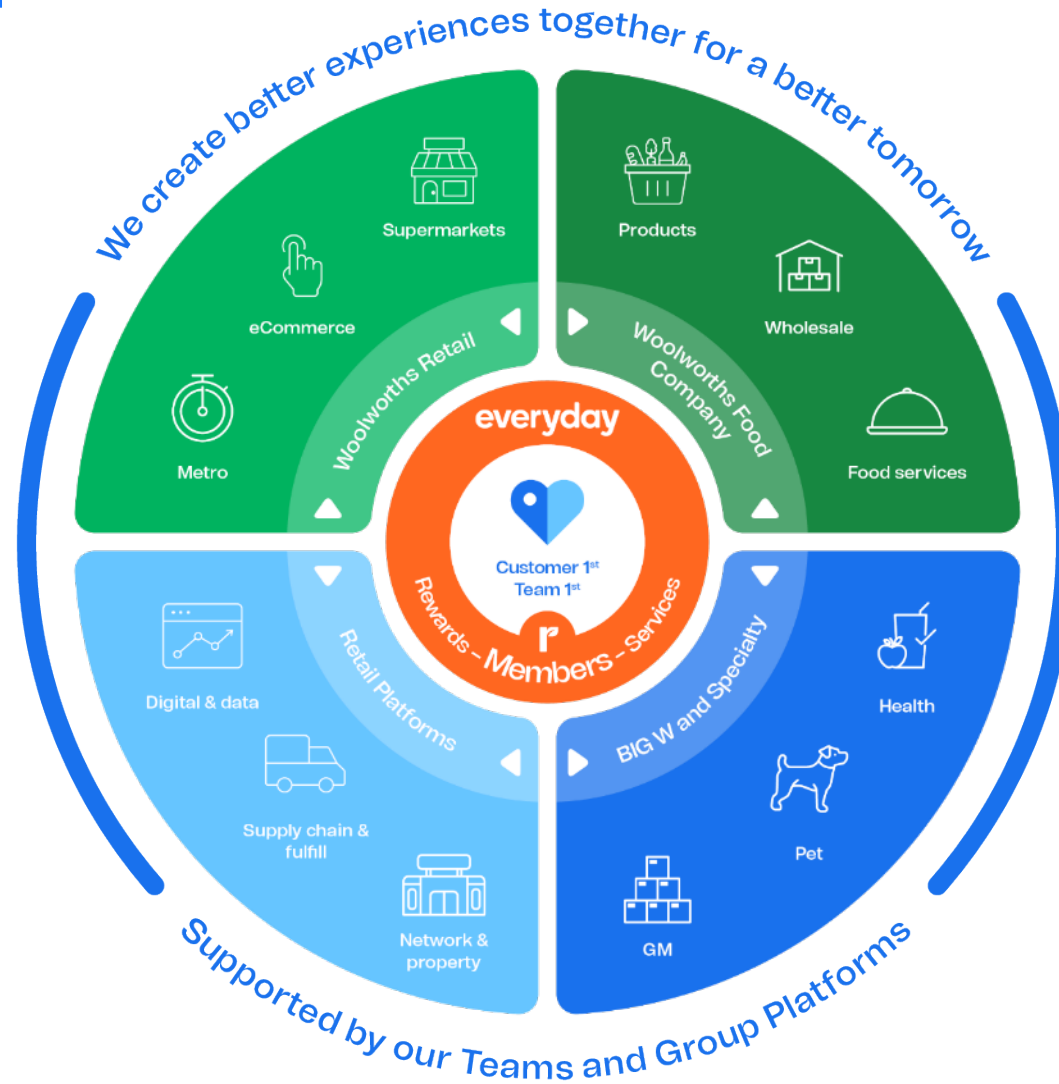 We create better experiences together for a better tomorrow
Supermarkets
eCommerce
Metro
Woolworths Retail
Products
Wholesale
Food services
Woolworths Food
Company
everyday
Customer 1st
Team 1st
r
Rewards - Members - Services
Digital & data
Supply chain &
fulfill
Network &
property
Retail Platforms
Health
Pet
GM
BIG W and Specialty
Supported by our Teams and Group Platforms